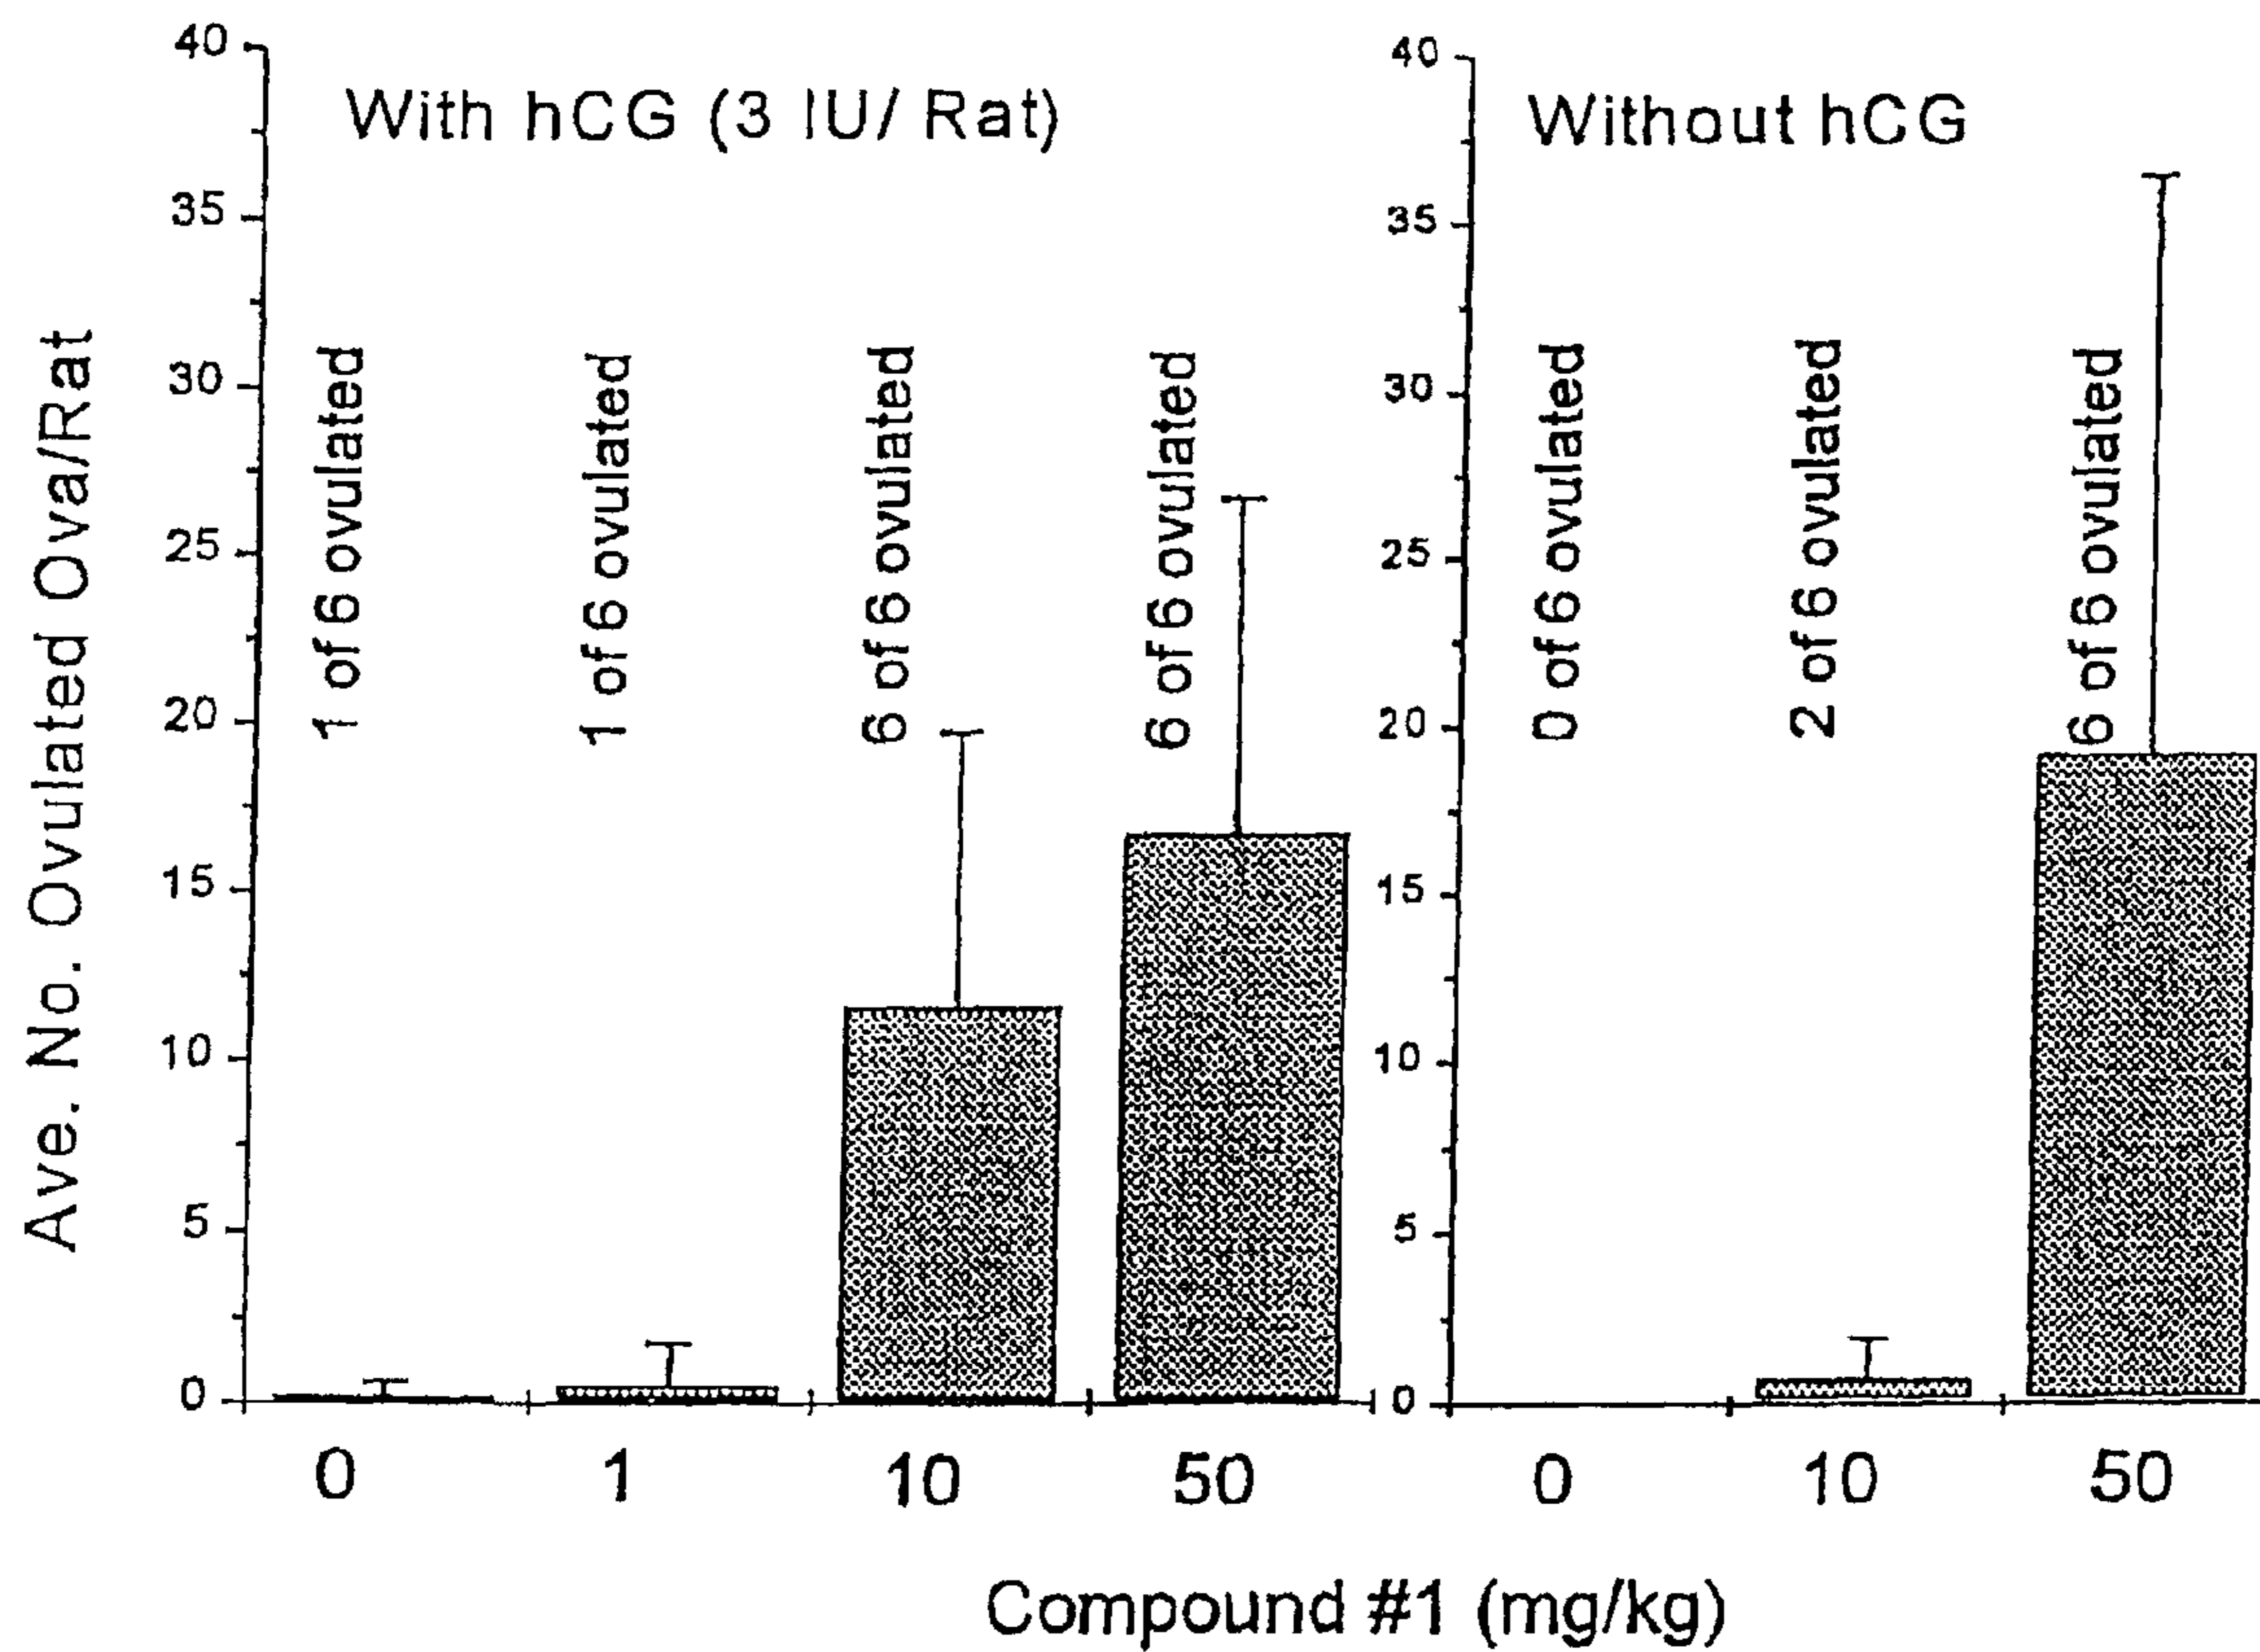 With hCG (3 IU/ Rat)
Without hCG
Ave. No. Ovulated Ova/Rat
40
35
30
25
20
15
10
5
0
1 of 6 ovulated
1 of 6 ovulated
6 of 6 ovulated
6 of 6 ovulated
0
1
10
50
40
35
30
25
20
15
10
5
0
0 of 6 ovulated
2 of 6 ovulated
6 of 6 ovulated
0
10
50
Compound #1 (mg/kg)